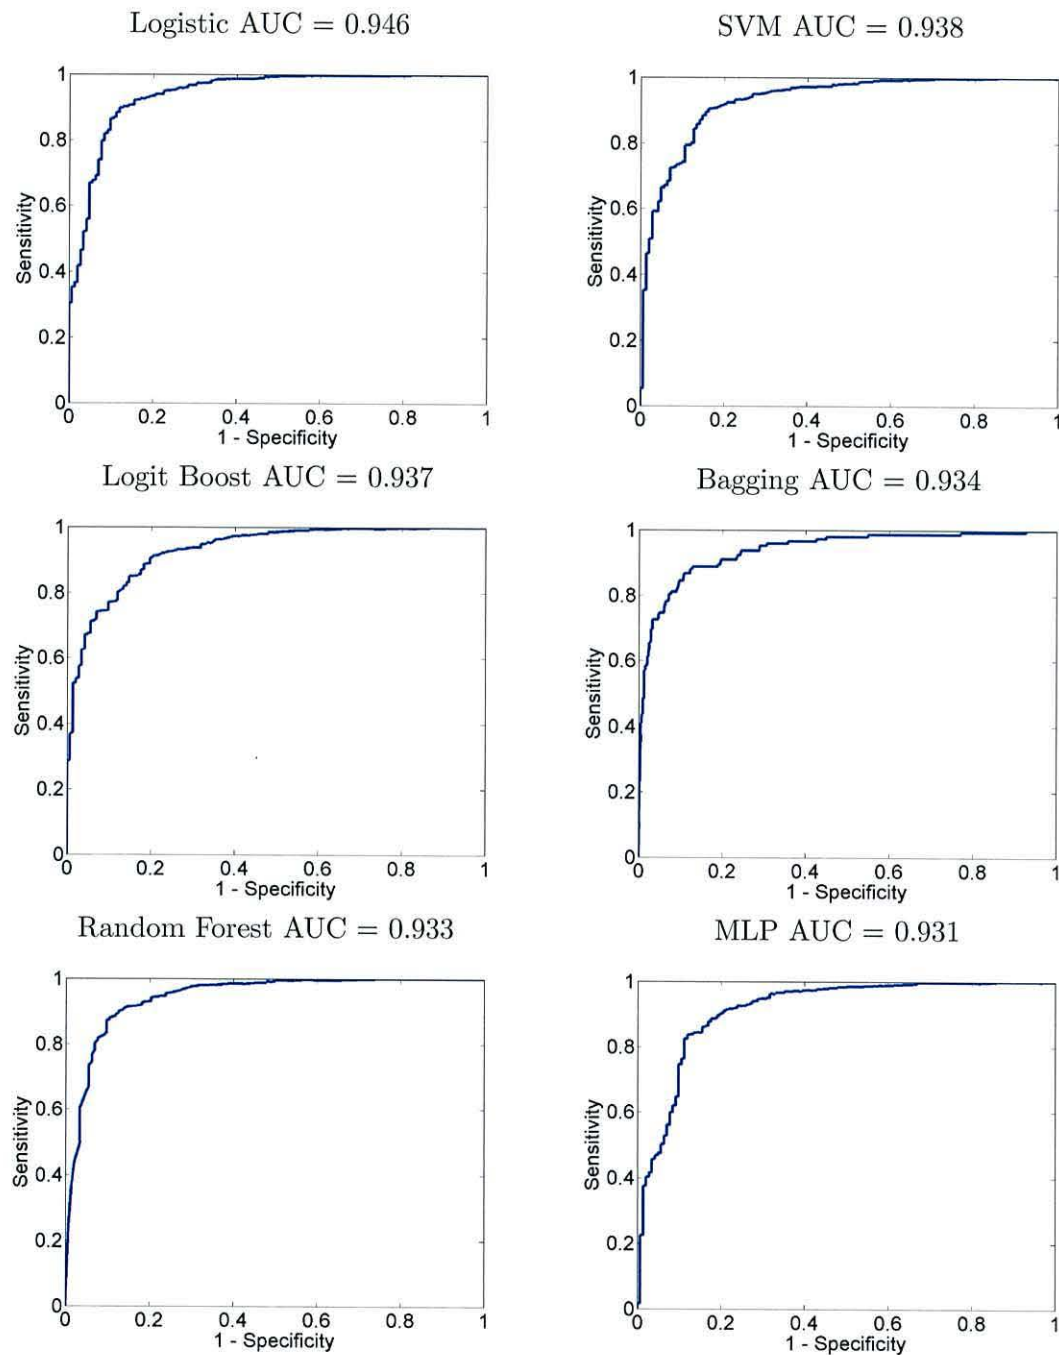 Logistic AUC = 0.946
SVM AUC = 0.938
1
0.8
0.6
0.4
0.2
0
Sensitivity
0 0.2 0.4 0.6 0.8 1
1 - Specificity
1
0.8
0.6
0.4
0.2
0
Sensitivity
0 0.2 0.4 0.6 0.8 1
1 - Specificity
Logit Boost AUC = 0.937
Bagging AUC = 0.934
1
0.8
0.6
0.4
0.2
0
Sensitivity
0 0.2 0.4 0.6 0.8 1
1 - Specificity
1
0.8
0.6
0.4
0.2
0
Sensitivity
0 0.2 0.4 0.6 0.8 1
1 - Specificity
Random Forest AUC = 0.933
MLP AUC = 0.931
1
0.8
0.6
0.4
0.2
0
Sensitivity
0 0.2 0.4 0.6 0.8 1
1 - Specificity
1
0.8
0.6
0.4
0.2
0
Sensitivity
0 0.2 0.4 0.6 0.8 1
1 - Specificity